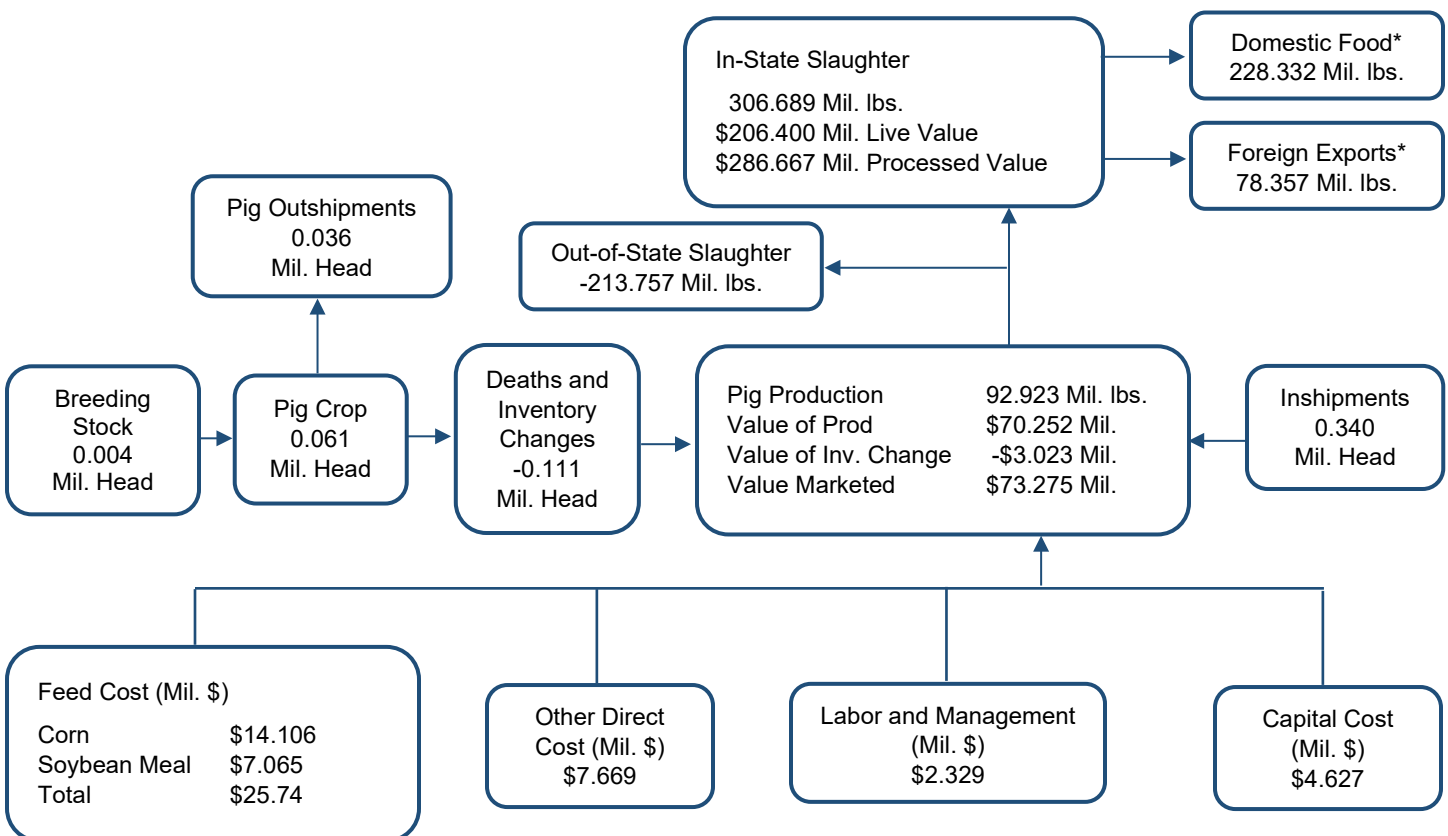 In-State Slaughter
306.689 Mil. lbs.
$206.400 Mil. Live Value
$286.667 Mil. Processed Value
Domestic Food*
228.332 Mil. lbs.
Foreign Exports*
78.357 Mil. lbs.
Pig Outshipments
0.036
Mil. Head
Out-of-State Slaughter
-213.757 Mil. lbs.
Breeding
Stock
0.004
Mil. Head
Pig Crop
0.061
Mil. Head
Deaths and
Inventory
Changes
-0.111
Mil. Head
Pig Production 92.923 Mil. lbs.
Value of Prod $70.252 Mil.
Value of Inv. Change -$3.023 Mil.
Value Marketed $73.275 Mil.
Inshipments
0.340
Mil. Head
Feed Cost (Mil. $)
Corn $14.106
Soybean Meal $7.065
Total $25.74
Other Direct
Cost (Mil. $)
$7.669
Labor and Management
(Mil. $)
$2.329
Capital Cost
(Mil. $)
$4.627